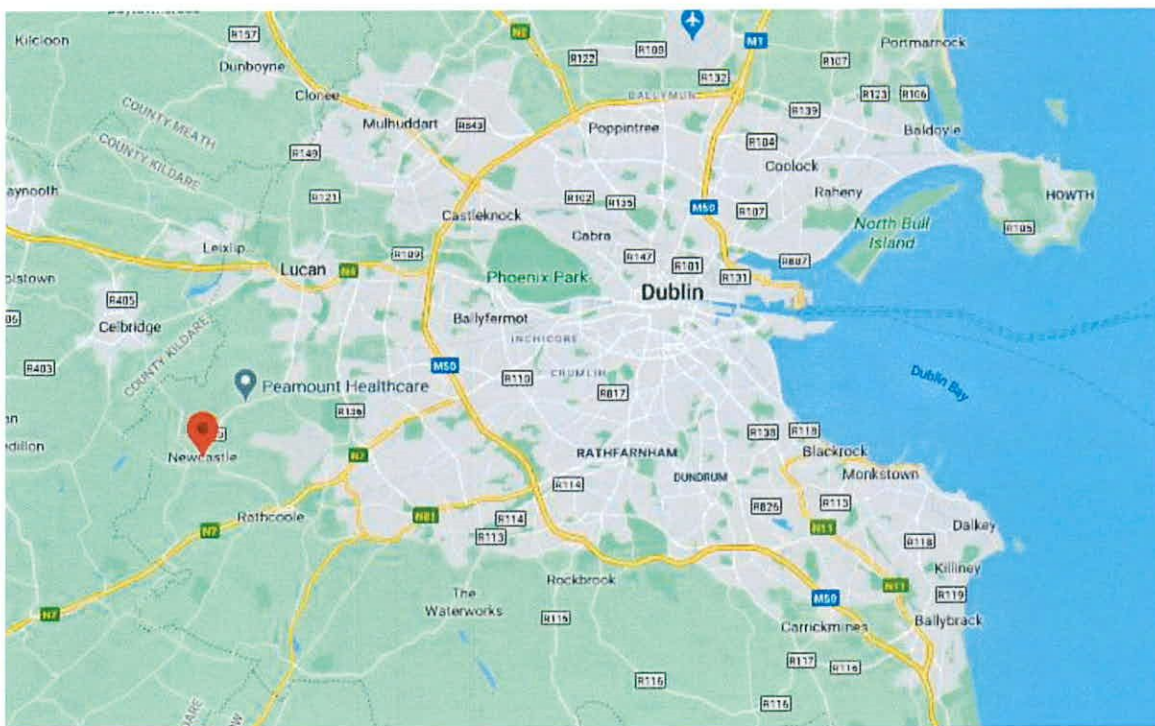 Kilcloon
R157
Dunboyne
Clonee
N2
R122
R108
M1
Portmarnock
R107
R132
BALLYMUN
R123
R106
R139
Mulhuddart
R843
Poppintree
Baldoyle
COUNTY MEATH
COUNTY KILDARE
R149
R104
Coolock
aynooth
R121
R102
R135
Raheny
HOWTH
Castleknock
M50
R107
North Bull
Island
R105
Leixlip
Cabra
R109
R147
R101
R807
Lucan
N4
Phoenix Park
R131
olstown
R405
Dublin
Celbridge
Ballyfermot
COUNTY KILDARE
INCHICORE
R403
M50
R110
CRUMLIN
Dublin Bay
Peamount Healthcare
R817
R136
an
edillon
Newcastle
N7
R138
R118
RATHFARNHAM
Blackrock
DUNDRUM
Monkstown
R114
R826
R113
Rathcoole
N81
R114
N7
R113
N11
R118
Dalkey
Rockbrook
Killiney
The
Waterworks
N7
R115
M50
N11
R119
Carrickmines
Ballybrack
R117
R116
R116
R116